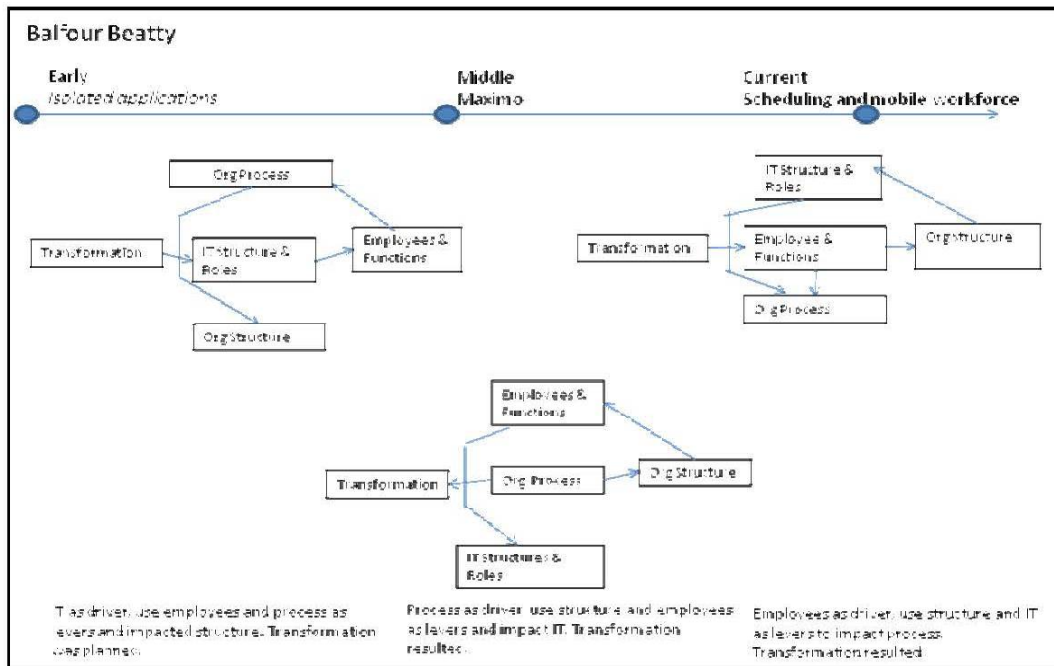 Balfour Beatty
Early
Isolated applications
Middle
Maximo
Current
Scheduling and mobile workforce
Org Process
Transformation
IT Structure &
Roles
Employees &
Functions
Org Structure
IT Structure &
Roles
Transformation
Employee &
Functions
Org Structure
Org Process
Employees &
Functions
Transformation
Org Process
Org Structure
IT Structures &
Roles
T as driver, use employees and process as
evers and impacted structure. Transformation
was planned.
Process as driver, use structure and employees
as levers and impact IT. Transformation
resulted.
Employees as driver, use structure and IT
as levers to impact process.
Transformation resulted